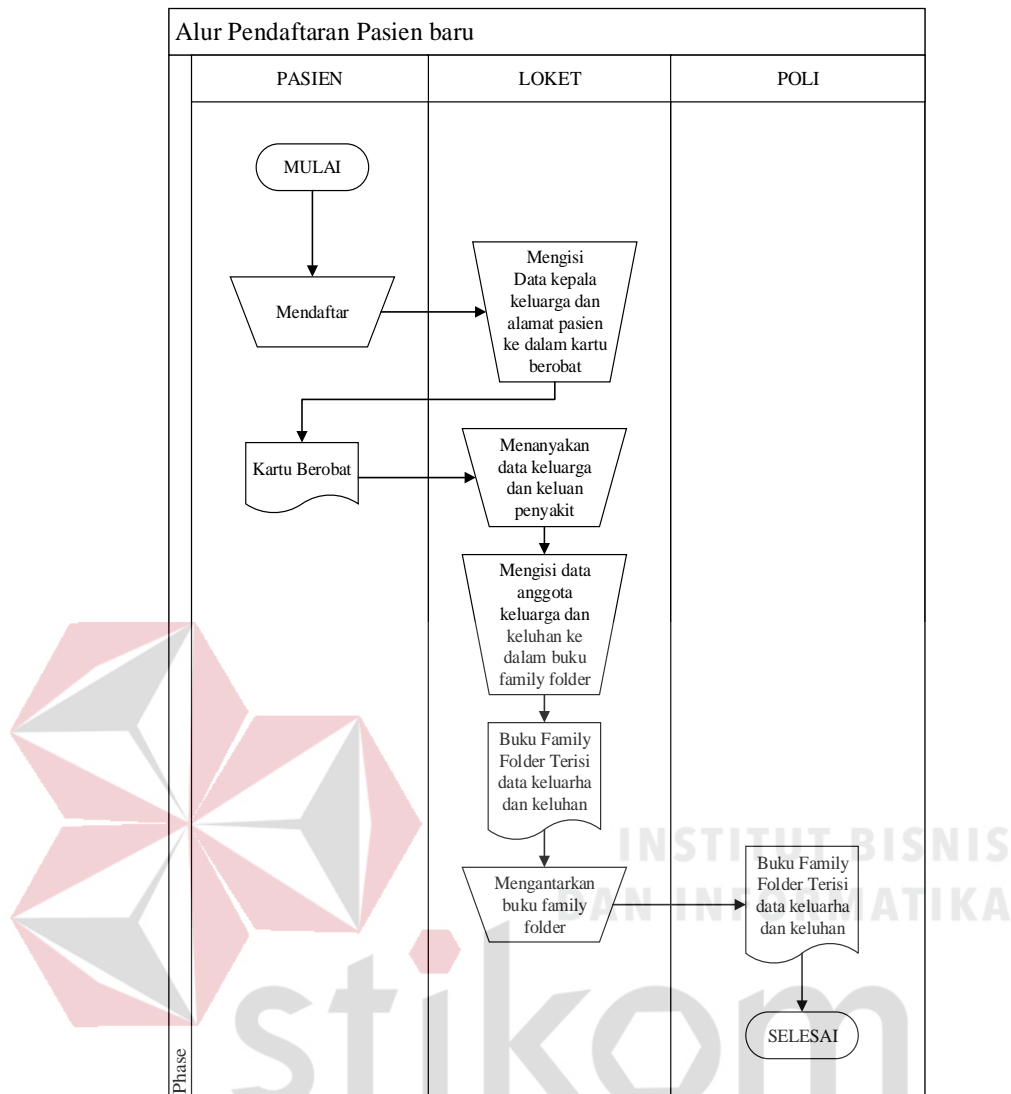 Alur Pendaftaran Pasien baru
PASIEN
LOKET
POLI
MULAI
Mendaftar
Mengisi
Data kepala
keluarga dan
alamat pasien
ke dalam kartu
berobat
Kartu Berobat
Menanyakan
data keluarga
dan keluan
penyakit
Mengisi data
anggota
keluarga dan
keluhan ke
dalam buku
family folder
Buku Family
Folder Terisi
data keluarha
dan keluhan
Mengantarkan
buku family
folder
Buku Family
Folder Terisi
data keluarha
dan keluhan
SELESAI
Phase
INSTITUT BISNIS
DAN INFORMATIKA
stikom